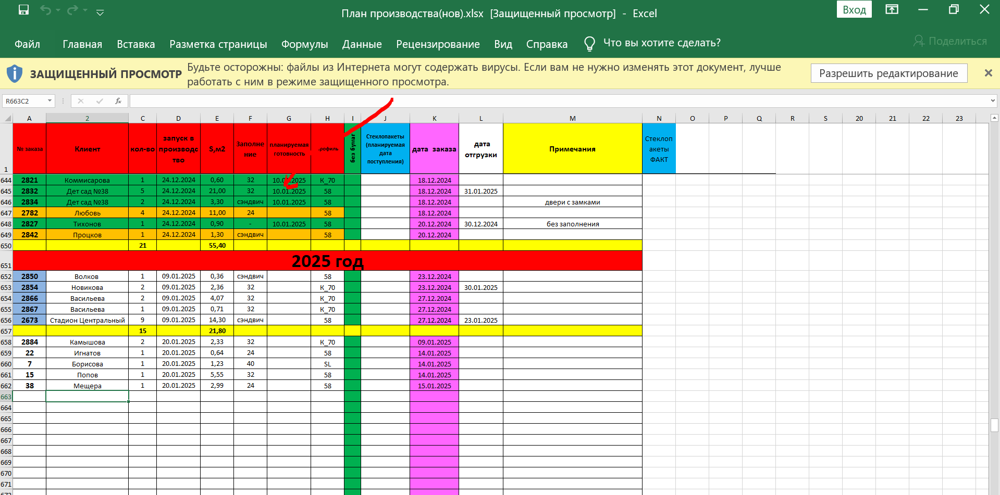 План производства(нов).xlsx [Защищенный просмотр] - Excel
Вход
Файл Главная Вставка Разметка страницы Формулы Данные Рецензирование Вид Справка Что вы хотите сделать? Поделиться
ЗАЩИЩЕННЫЙ ПРОСМОТР
Будьте осторожны: файлы из Интернета могут содержать вирусы. Если вам не нужно изменять этот документ, лучше
работать с ним в режиме защищенного просмотра.
Разрешить редактирование
R663C2 fx
A 2 C D E F G H I J K L M N O P Q R S 20 21 22 23
1 № заказа Клиент кол-во запуск в производство S,м2 Заполнение планируемая готовность рофиль без бумаг Стеклопакеты (планируемая дата поступления) дата заказа дата отгрузки Примечания Стеклопакеты ФАКТ
644 2821 Коммисарова 1 24.12.2024 0,60 32 10.01.2025 К_70 18.12.2024
645 2832 Дет сад №38 5 24.12.2024 21,00 32 10.01.2025 58 18.12.2024 31.01.2025
646 2834 Дет сад №38 2 24.12.2024 3,30 сэндвич 10.01.2025 58 18.12.2024 двери с замками
647 2782 Любовь 4 24.12.2024 11,00 24 58 18.12.2024
648 2827 Тихонов 1 24.12.2024 0,90 - 10.01.2025 58 20.12.2024 30.12.2024 без заполнения
649 2842 Процков 1 24.12.2024 1,30 сэндвич 58 20.12.2024
650 21 55,40
651 2025 год
652 2850 Волков 1 09.01.2025 0,36 сэндвич 58 23.12.2024
653 2854 Новикова 2 09.01.2025 2,36 32 К_70 23.12.2024 30.01.2025
654 2866 Васильева 2 09.01.2025 4,07 32 К_70 27.12.2024
655 2867 Васильева 1 09.01.2025 0,71 32 К_70 27.12.2024
656 2673 Стадион Центральный 9 09.01.2025 14,30 сэндвич 58 27.12.2024 23.01.2025
657 15 21,80
658 2884 Камышова 2 20.01.2025 2,33 32 К_70 09.01.2025
659 22 Игнатов 1 20.01.2025 0,64 24 58 14.01.2025
660 7 Борисова 1 20.01.2025 1,23 40 SL 14.01.2025
661 15 Попов 1 20.01.2025 5,55 32 58 14.01.2025
662 38 Мещера 1 20.01.2025 2,99 24 58 15.01.2025
663
664
665
666
667
668
669
670
671